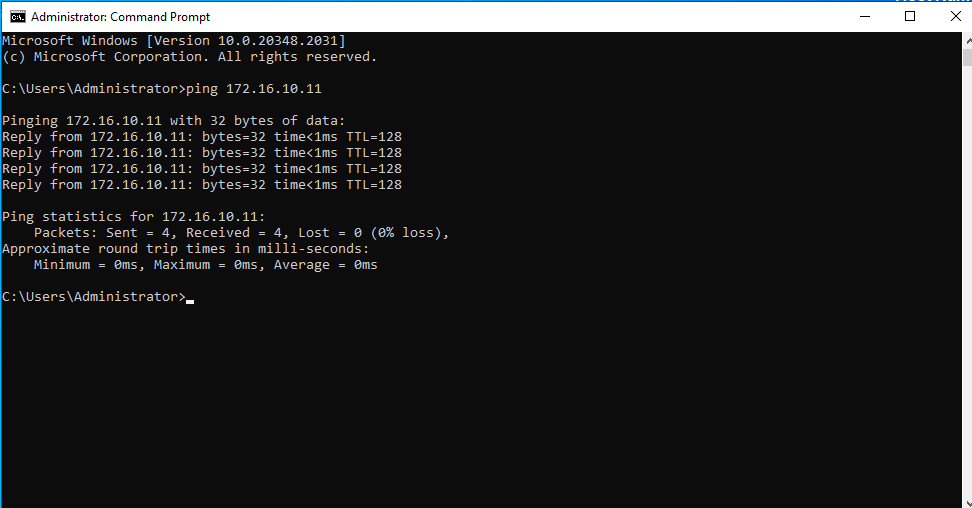 Administrator: Command Prompt
Microsoft Windows [Version 10.0.20348.2031]
(c) Microsoft Corporation. All rights reserved.
C:\Users\Administrator>ping 172.16.10.11
Pinging 172.16.10.11 with 32 bytes of data:
Reply from 172.16.10.11: bytes=32 time<1ms TTL=128
Reply from 172.16.10.11: bytes=32 time<1ms TTL=128
Reply from 172.16.10.11: bytes=32 time<1ms TTL=128
Reply from 172.16.10.11: bytes=32 time<1ms TTL=128
Ping statistics for 172.16.10.11:
    Packets: Sent = 4, Received = 4, Lost = 0 (0% loss),
Approximate round trip times in milli-seconds:
    Minimum = 0ms, Maximum = 0ms, Average = 0ms
C:\Users\Administrator>